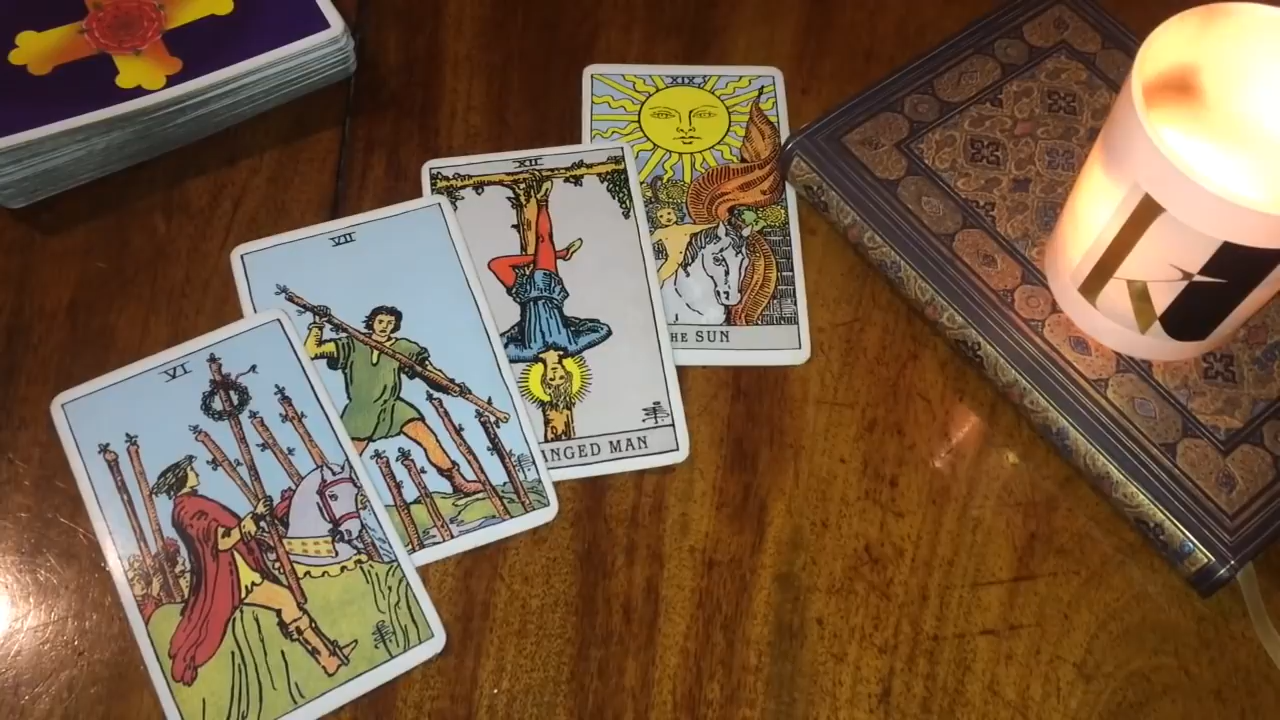 VI
VII
XII
ANGED MAN
XIX
HE SUN